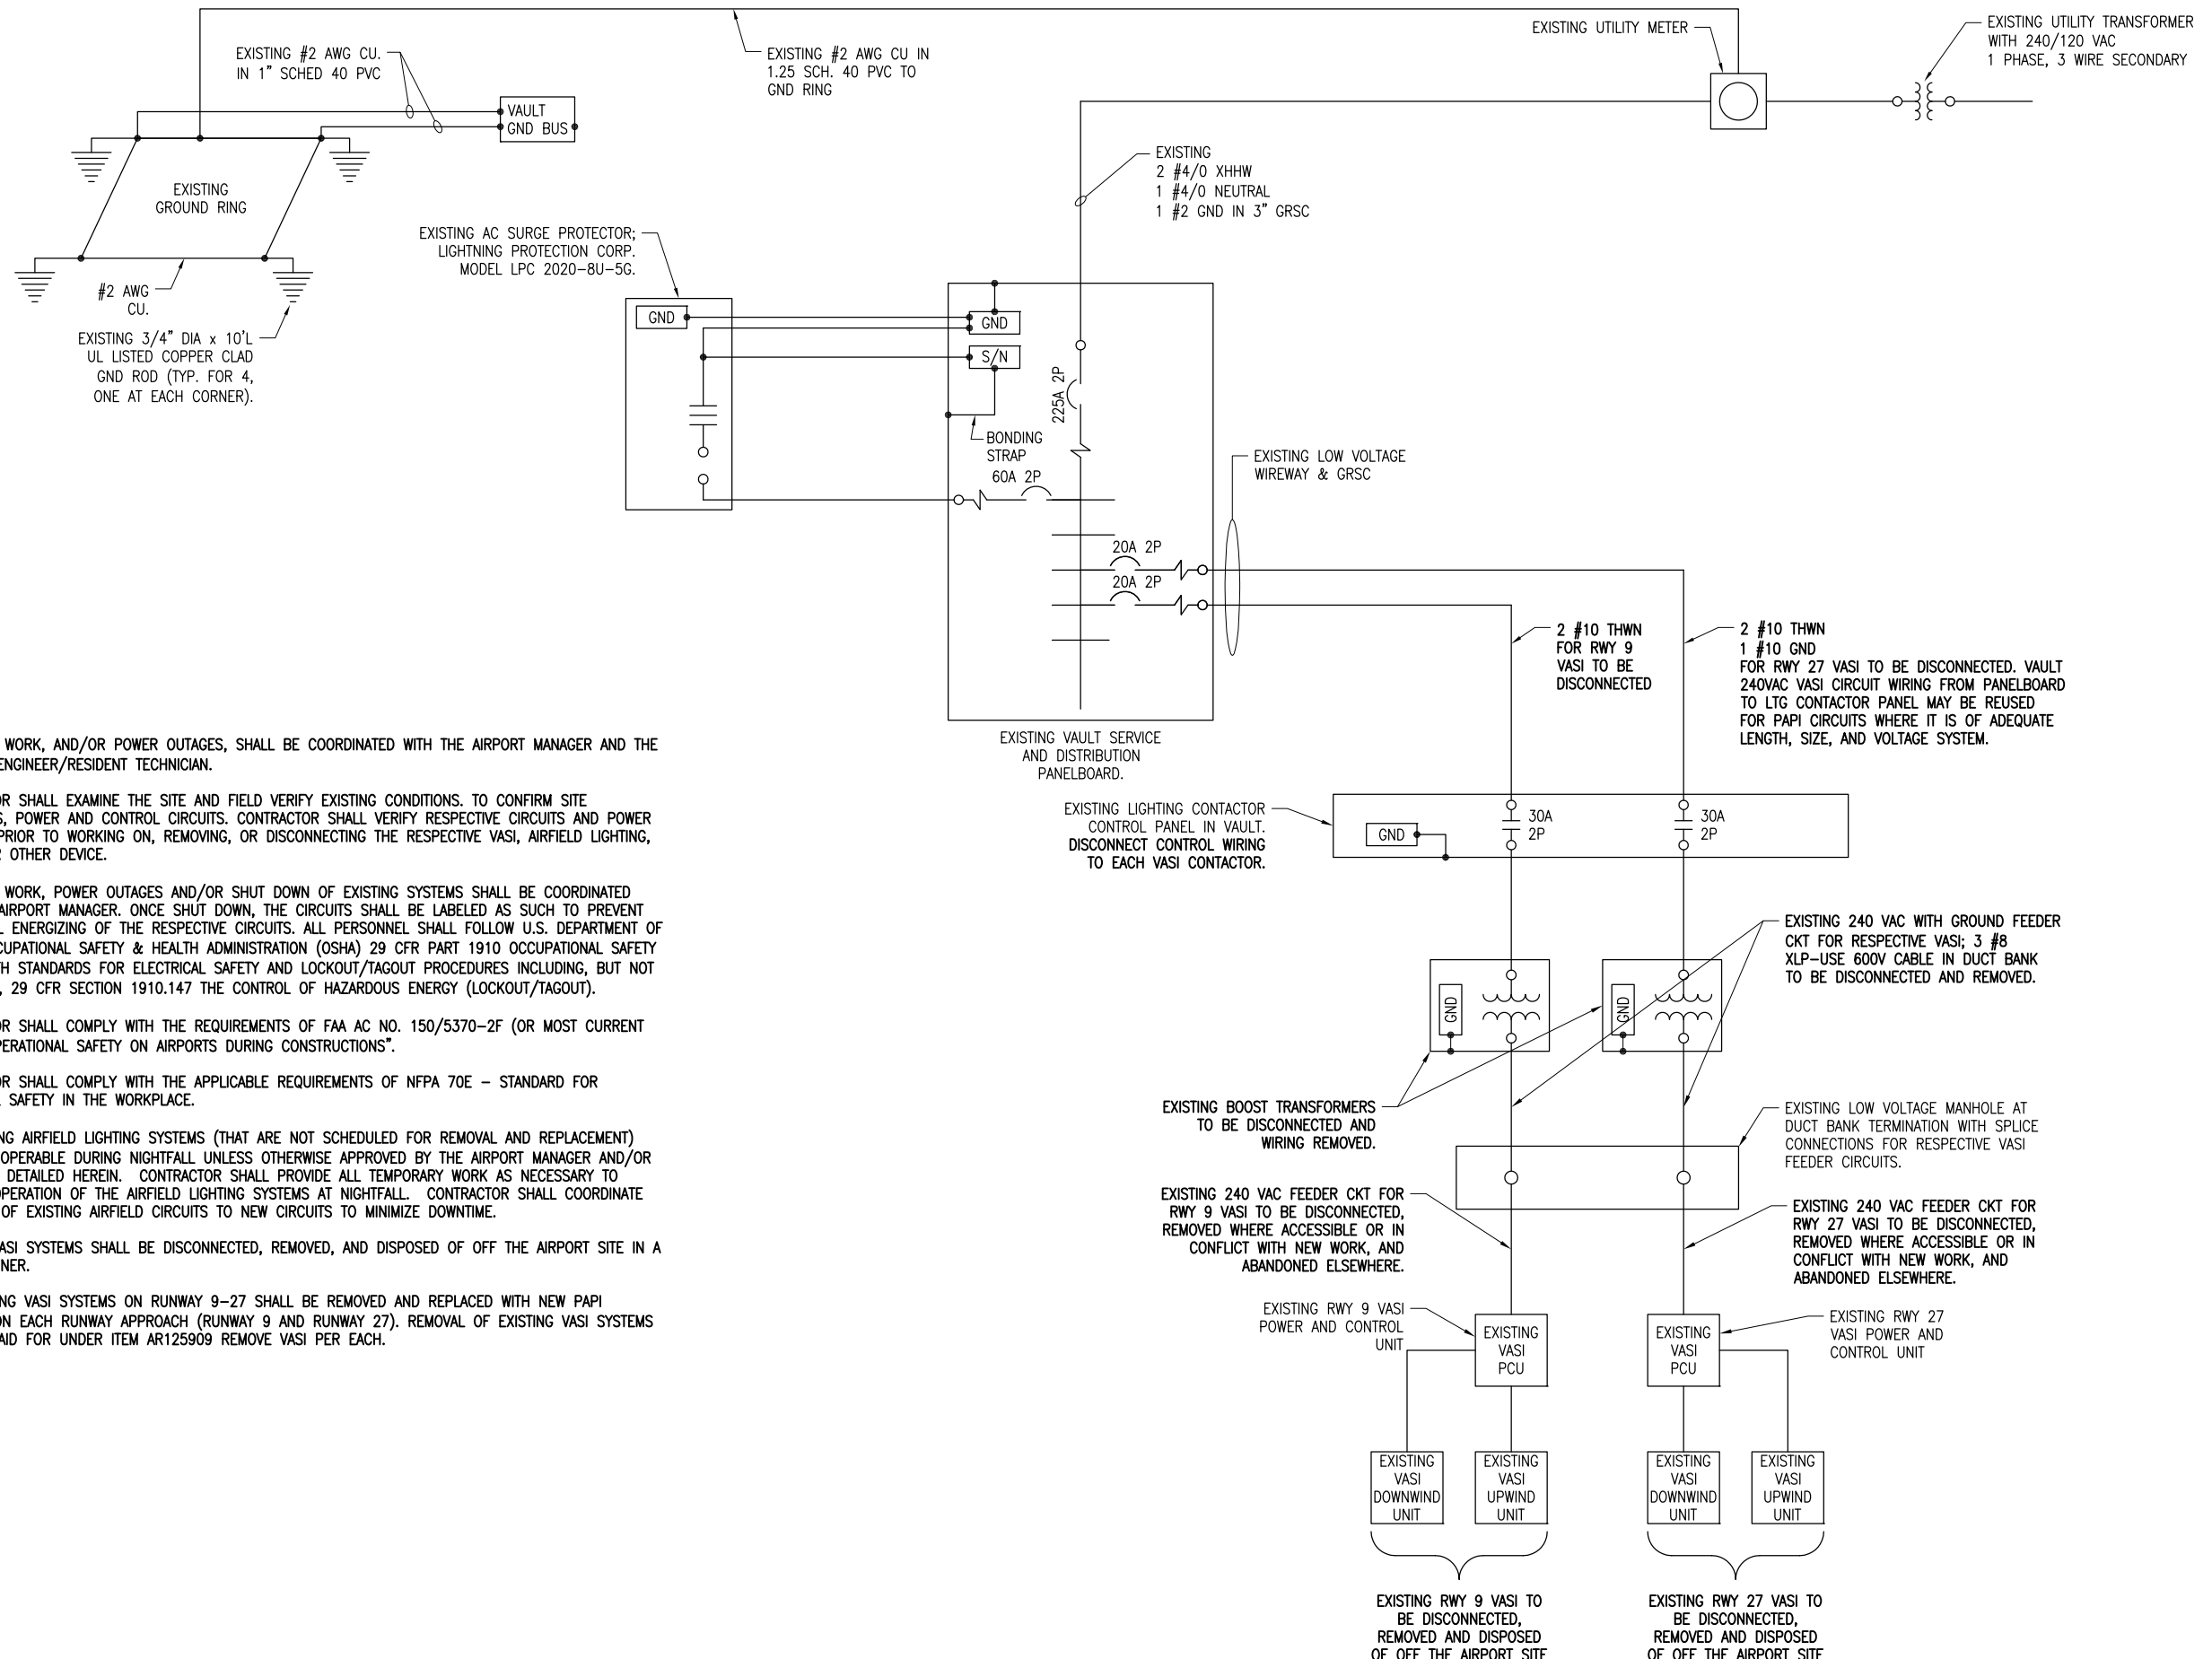 EXISTING #2 AWG CU.
IN 1" SCHED 40 PVC
EXISTING #2 AWG CU IN
1.25 SCH. 40 PVC TO
GND RING
EXISTING UTILITY METER
EXISTING UTILITY TRANSFORMER
WITH 240/120 VAC
1 PHASE, 3 WIRE SECONDARY
VAULT
GND BUS
EXISTING
GROUND RING
#2 AWG
CU.
EXISTING 3/4" DIA x 10'L
UL LISTED COPPER CLAD
GND ROD (TYP. FOR 4,
ONE AT EACH CORNER).
EXISTING AC SURGE PROTECTOR;
LIGHTNING PROTECTION CORP.
MODEL LPC 2020-8U-5G.
EXISTING
2 #4/0 XHHW
1 #4/0 NEUTRAL
1 #2 GND IN 3" GRSC
GND
GND
S/N
225A 2P
BONDING
STRAP
60A 2P
EXISTING LOW VOLTAGE
WIREWAY & GRSC
20A 2P
20A 2P
2 #10 THWN
FOR RWY 9
VASI TO BE
DISCONNECTED
2 #10 THWN
1 #10 GND
FOR RWY 27 VASI TO BE DISCONNECTED. VAULT
240VAC VASI CIRCUIT WIRING FROM PANELBOARD
TO LTG CONTACTOR PANEL MAY BE REUSED
FOR PAPI CIRCUITS WHERE IT IS OF ADEQUATE
LENGTH, SIZE, AND VOLTAGE SYSTEM.
EXISTING VAULT SERVICE
AND DISTRIBUTION
PANELBOARD.
WORK, AND/OR POWER OUTAGES, SHALL BE COORDINATED WITH THE AIRPORT MANAGER AND THE
ENGINEER/RESIDENT TECHNICIAN.
OR SHALL EXAMINE THE SITE AND FIELD VERIFY EXISTING CONDITIONS. TO CONFIRM SITE
S, POWER AND CONTROL CIRCUITS. CONTRACTOR SHALL VERIFY RESPECTIVE CIRCUITS AND POWER
PRIOR TO WORKING ON, REMOVING, OR DISCONNECTING THE RESPECTIVE VASI, AIRFIELD LIGHTING,
OTHER DEVICE.
WORK, POWER OUTAGES AND/OR SHUT DOWN OF EXISTING SYSTEMS SHALL BE COORDINATED
AIRPORT MANAGER. ONCE SHUT DOWN, THE CIRCUITS SHALL BE LABELED AS SUCH TO PREVENT
L ENERGIZING OF THE RESPECTIVE CIRCUITS. ALL PERSONNEL SHALL FOLLOW U.S. DEPARTMENT OF
CUPATIONAL SAFETY & HEALTH ADMINISTRATION (OSHA) 29 CFR PART 1910 OCCUPATIONAL SAFETY
TH STANDARDS FOR ELECTRICAL SAFETY AND LOCKOUT/TAGOUT PROCEDURES INCLUDING, BUT NOT
, 29 CFR SECTION 1910.147 THE CONTROL OF HAZARDOUS ENERGY (LOCKOUT/TAGOUT).
OR SHALL COMPLY WITH THE REQUIREMENTS OF FAA AC NO. 150/5370-2F (OR MOST CURRENT
PERATIONAL SAFETY ON AIRPORTS DURING CONSTRUCTIONS".
OR SHALL COMPLY WITH THE APPLICABLE REQUIREMENTS OF NFPA 70E - STANDARD FOR
SAFETY IN THE WORKPLACE.
NG AIRFIELD LIGHTING SYSTEMS (THAT ARE NOT SCHEDULED FOR REMOVAL AND REPLACEMENT)
OPERABLE DURING NIGHTFALL UNLESS OTHERWISE APPROVED BY THE AIRPORT MANAGER AND/OR
DETAILED HEREIN. CONTRACTOR SHALL PROVIDE ALL TEMPORARY WORK AS NECESSARY TO
OPERATION OF THE AIRFIELD LIGHTING SYSTEMS AT NIGHTFALL. CONTRACTOR SHALL COORDINATE
OF EXISTING AIRFIELD CIRCUITS TO NEW CIRCUITS TO MINIMIZE DOWNTIME.
ASI SYSTEMS SHALL BE DISCONNECTED, REMOVED, AND DISPOSED OF OFF THE AIRPORT SITE IN A
NER.
NG VASI SYSTEMS ON RUNWAY 9-27 SHALL BE REMOVED AND REPLACED WITH NEW PAPI
ON EACH RUNWAY APPROACH (RUNWAY 9 AND RUNWAY 27). REMOVAL OF EXISTING VASI SYSTEMS
AID FOR UNDER ITEM AR125909 REMOVE VASI PER EACH.
EXISTING LIGHTING CONTACTOR
CONTROL PANEL IN VAULT.
DISCONNECT CONTROL WIRING
TO EACH VASI CONTACTOR.
GND
30A
2P
30A
2P
EXISTING 240 VAC WITH GROUND FEEDER
CKT FOR RESPECTIVE VASI; 3 #8
XLP-USE 600V CABLE IN DUCT BANK
TO BE DISCONNECTED AND REMOVED.
GND
GND
EXISTING BOOST TRANSFORMERS
TO BE DISCONNECTED AND
WIRING REMOVED.
EXISTING LOW VOLTAGE MANHOLE AT
DUCT BANK TERMINATION WITH SPLICE
CONNECTIONS FOR RESPECTIVE VASI
FEEDER CIRCUITS.
EXISTING 240 VAC FEEDER CKT FOR
RWY 9 VASI TO BE DISCONNECTED,
REMOVED WHERE ACCESSIBLE OR IN
CONFLICT WITH NEW WORK, AND
ABANDONED ELSEWHERE.
EXISTING 240 VAC FEEDER CKT FOR
RWY 27 VASI TO BE DISCONNECTED,
REMOVED WHERE ACCESSIBLE OR IN
CONFLICT WITH NEW WORK, AND
ABANDONED ELSEWHERE.
EXISTING RWY 9 VASI
POWER AND CONTROL
UNIT
EXISTING
VASI
PCU
EXISTING
VASI
PCU
EXISTING RWY 27
VASI POWER AND
CONTROL UNIT
EXISTING
VASI
DOWNWIND
UNIT
EXISTING
VASI
UPWIND
UNIT
EXISTING
VASI
DOWNWIND
UNIT
EXISTING
VASI
UPWIND
UNIT
EXISTING RWY 9 VASI TO
BE DISCONNECTED,
REMOVED AND DISPOSED
OF OFF THE AIRPORT SITE
EXISTING RWY 27 VASI TO
BE DISCONNECTED,
REMOVED AND DISPOSED
OF OFF THE AIRPORT SITE